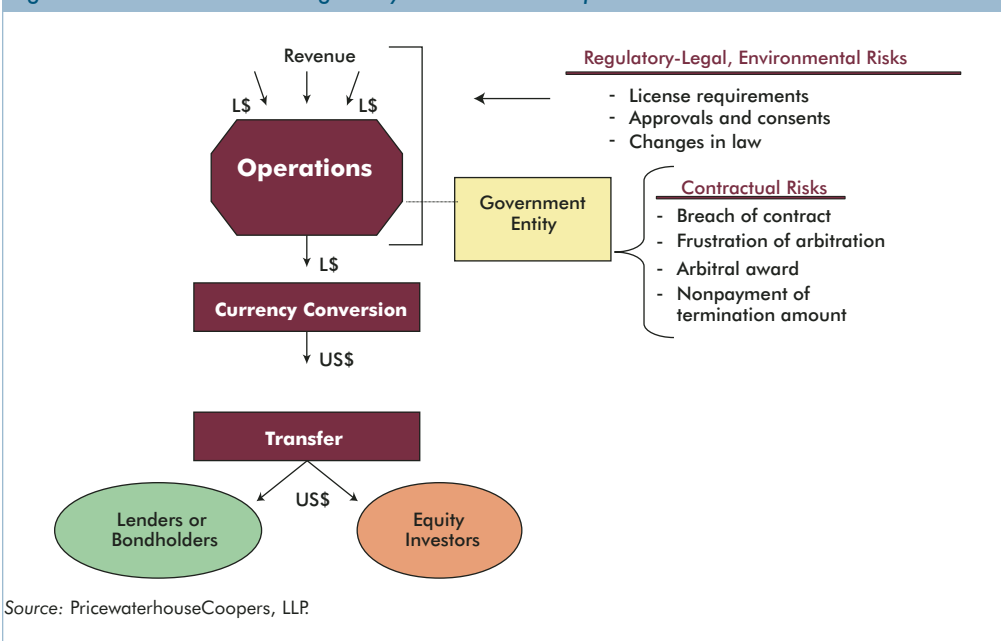 Revenue
L$
L$
Operations
Regulatory-Legal, Environmental Risks
- License requirements
- Approvals and consents
- Changes in law
Government
Entity
Contractual Risks
- Breach of contract
- Frustration of arbitration
- Arbitral award
- Nonpayment of
termination amount
L$
Currency Conversion
US$
Transfer
US$
Lenders or
Bondholders
Equity
Investors
Source: PricewaterhouseCoopers, LLP.